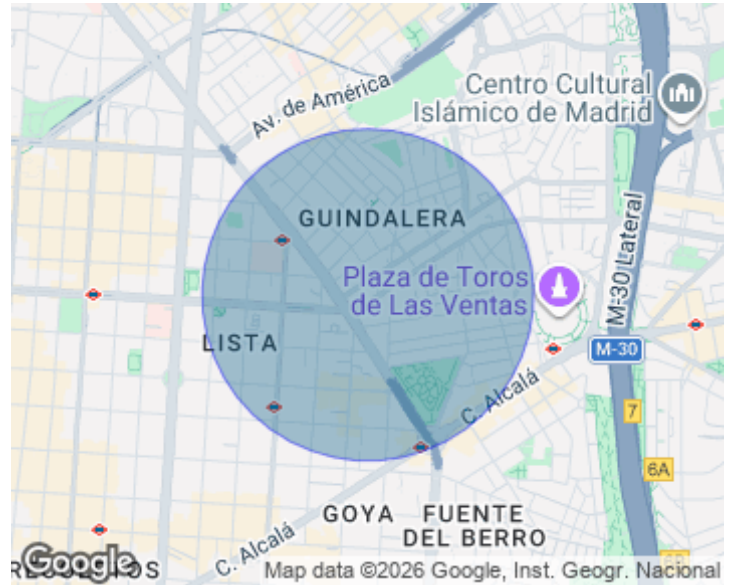 Av. de América
Centro Cultural
Islámico de Madrid
GUINDALERA
M-30 Lateral
Plaza de Toros
de Las Ventas
LISTA
M-30
C. Alcalá
7
6A
GOYA
FUENTE
DEL BERRO
C. Alcalá
Google
Map data ©2026 Google, Inst. Geogr. Nacional